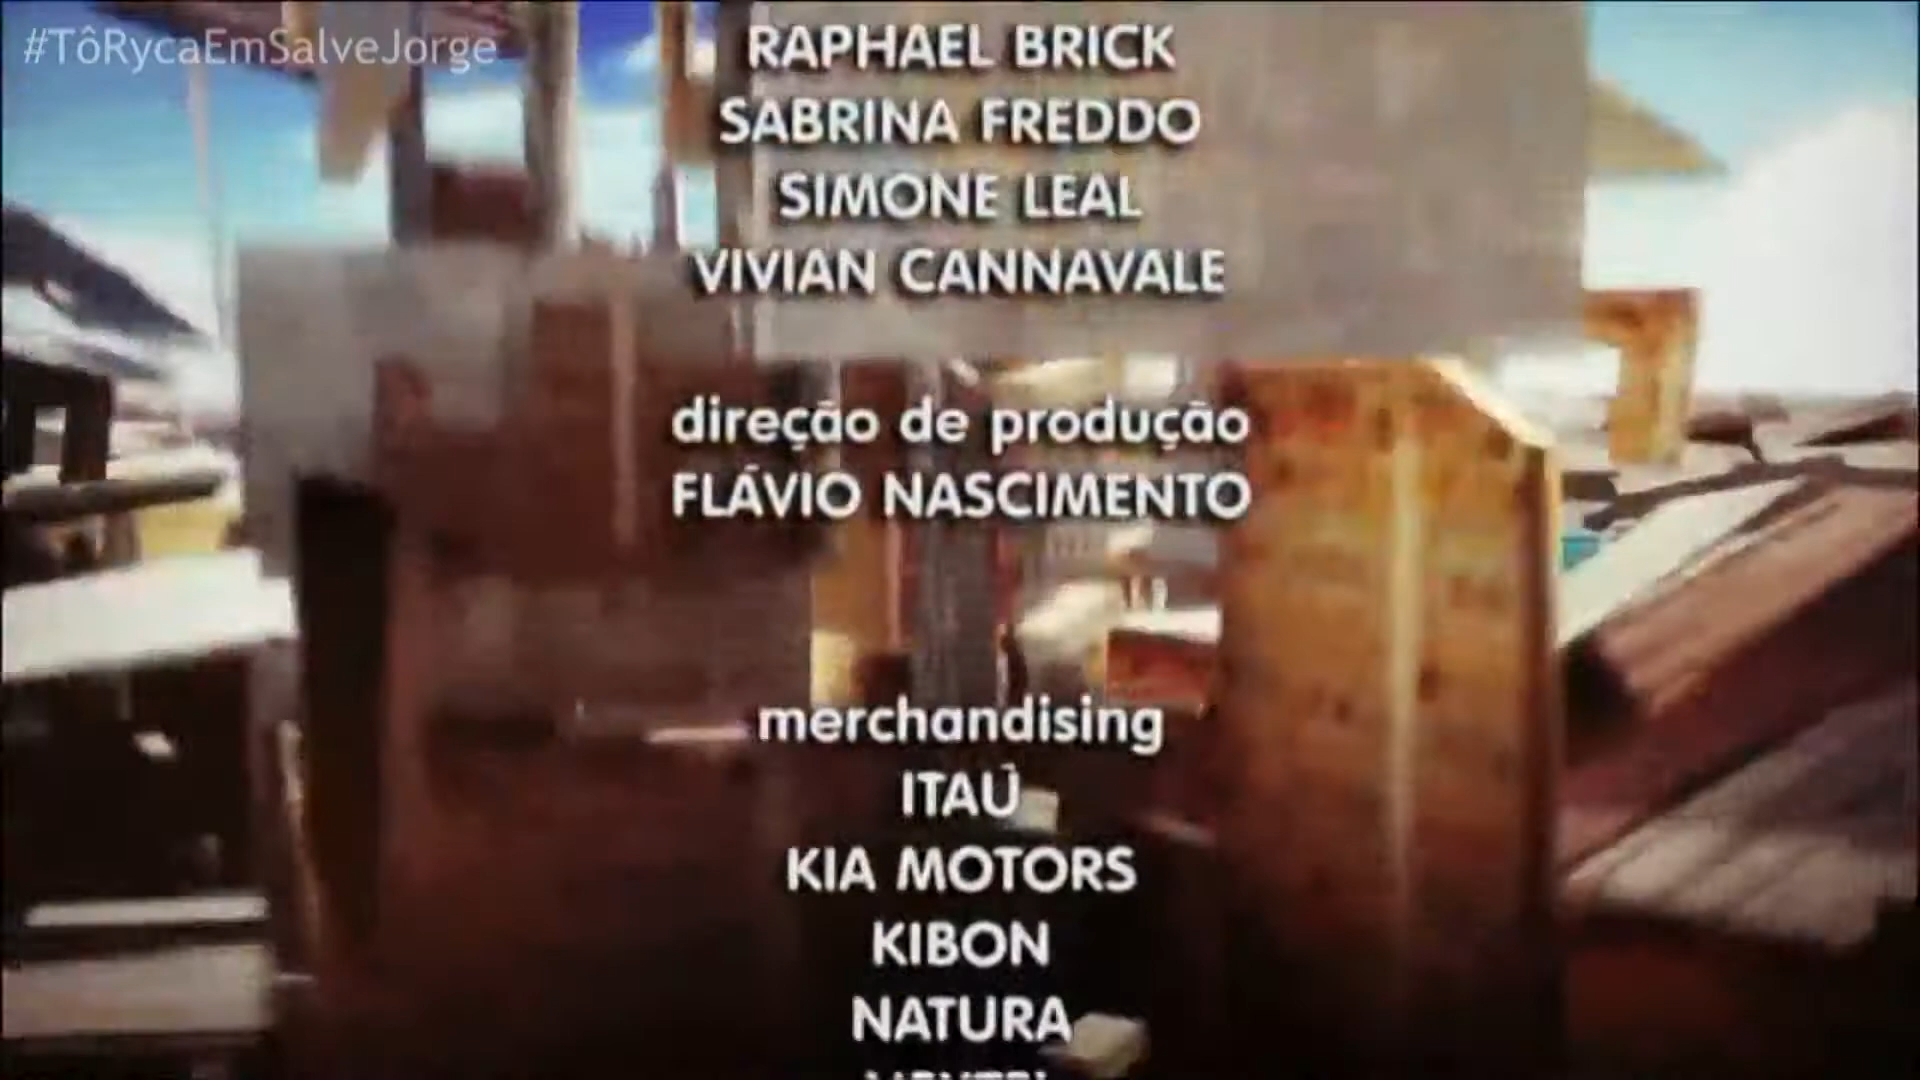 #TôRycaEmSalveJorge
RAPHAEL BRICK
SABRINA FREDDO
SIMONE LEAL
VIVIAN CANNAVALE
direção de produção
FLÁVIO NASCIMENTO
merchandising
ITAÚ
KIA MOTORS
KIBON
NATURA